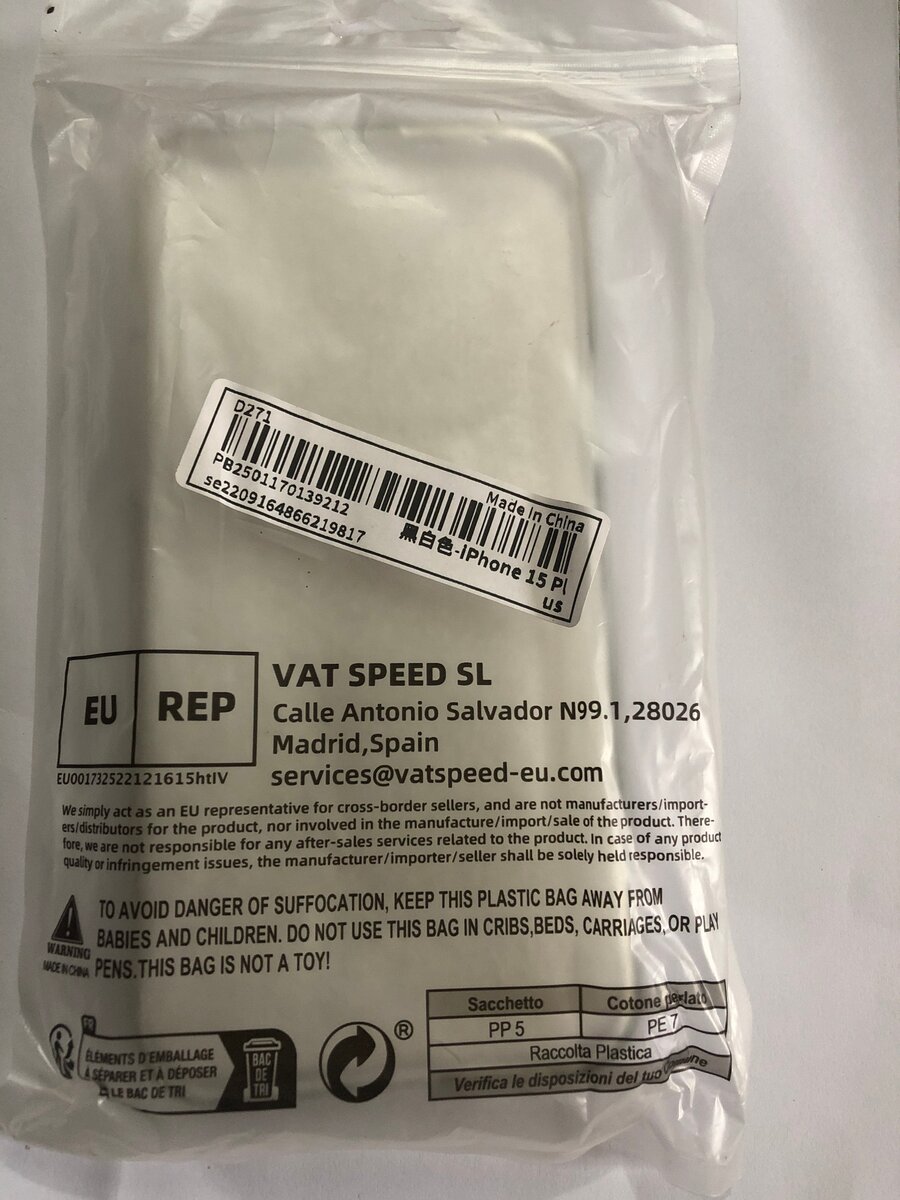 D271
PB2501170139212
Made In China
se2209164866219817
黑白色-iPhone 15 Pl
us
EU REP
EU001732522121615htIV
VAT SPEED SL
Calle Antonio Salvador N99.1,28026
Madrid,Spain
services@vatspeed-eu.com
We simply act as an EU representative for cross-border sellers, and are not manufacturers/import-
ers/distributors for the product, nor involved in the manufacture/import/sale of the product. There-
fore, we are not responsible for any after-sales services related to the product. In case of any product
quality or infringement issues, the manufacturer/importer/seller shall be solely held responsible.
WARNING
MADE IN CHINA
TO AVOID DANGER OF SUFFOCATION, KEEP THIS PLASTIC BAG AWAY FROM
BABIES AND CHILDREN. DO NOT USE THIS BAG IN CRIBS,BEDS, CARRIAGES, OR PLAY
PENS.THIS BAG IS NOT A TOY!
FR
ÉLÉMENTS D'EMBALLAGE
À SÉPARER ET À DÉPOSER
LE BAC DE TRI
BAC
DE
TRI
®
Sacchetto Cotone perlato
PP 5 PE 7
Raccolta Plastica
Verifica le disposizioni del tuo Comune